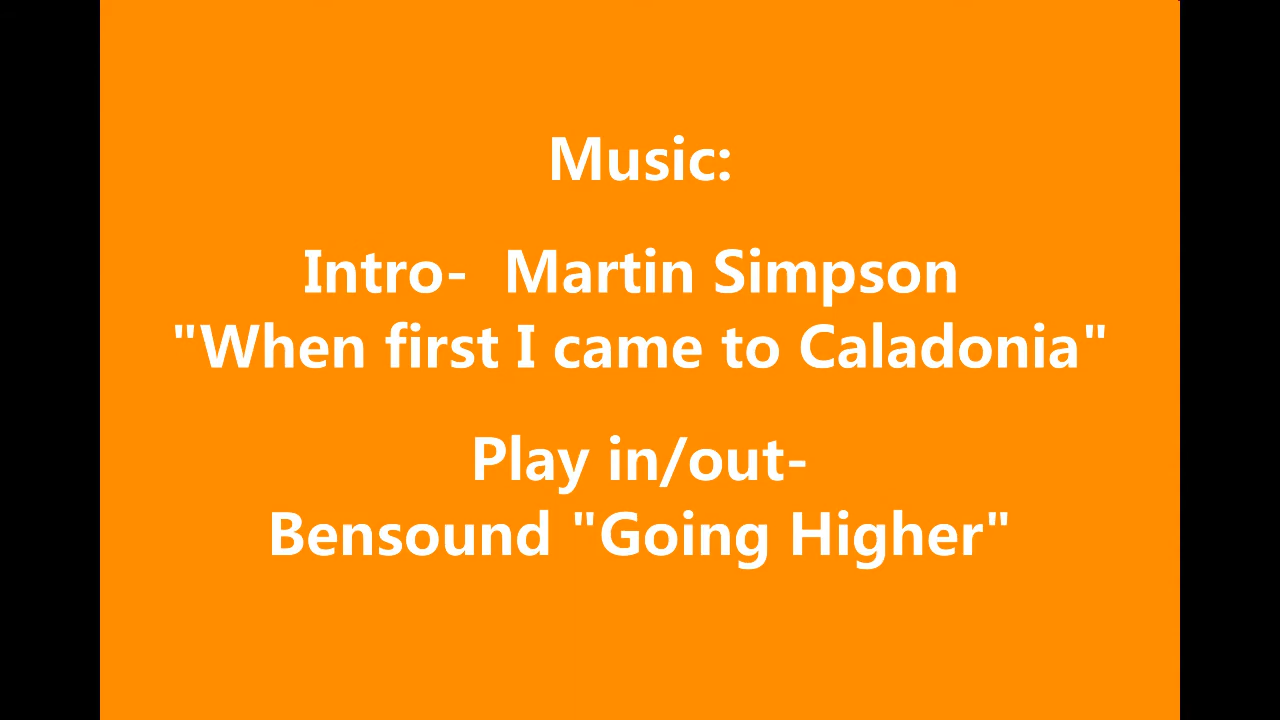 Music:
Intro-  Martin Simpson
"When first I came to Caladonia"
Play in/out-
Bensound "Going Higher"